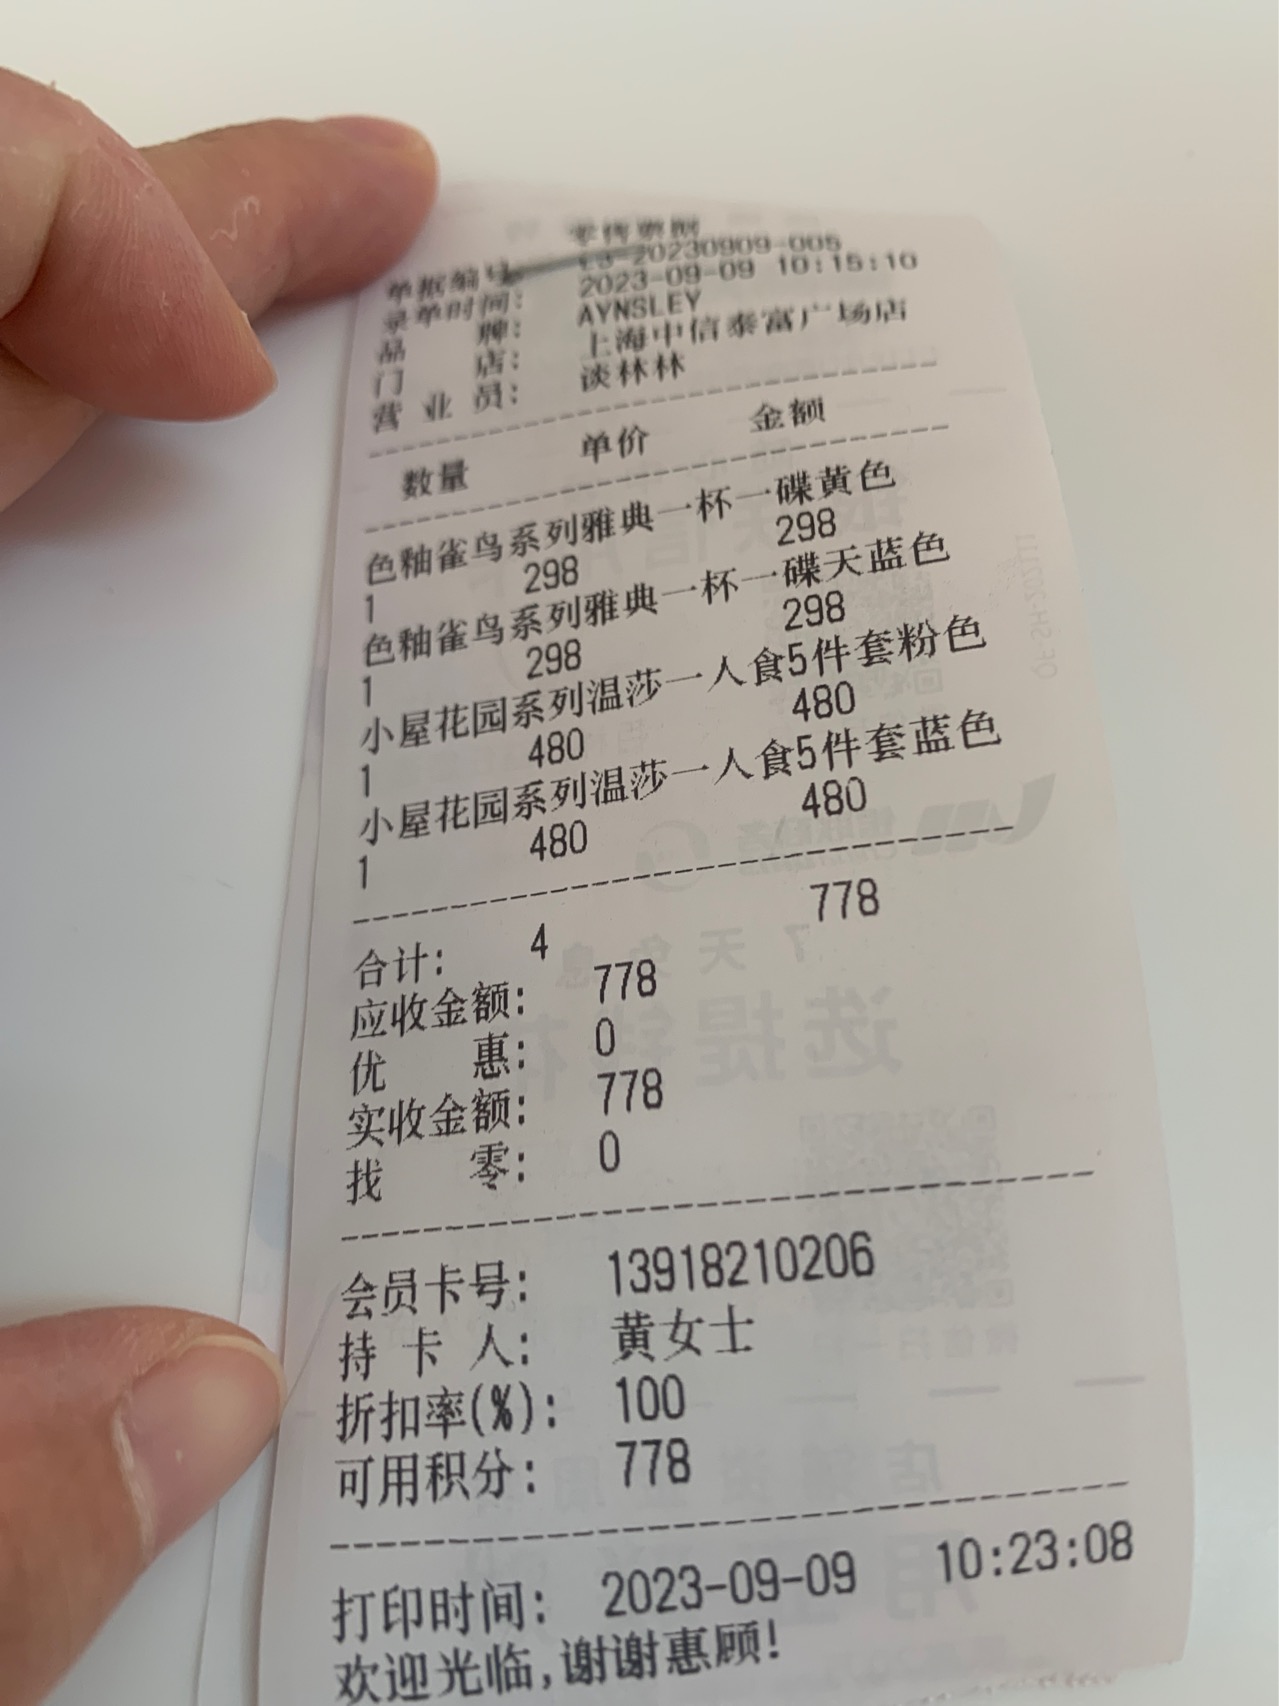 零售票据
单据编号: LS-20230909-005
录单时间: 2023-09-09 10:15:10
品 牌: AYNSLEY
门 店: 上海中信泰富广场店
营 业 员: 谈林林
数量 单价 金额
色釉雀鸟系列雅典一杯一碟黄色
1 298 298
色釉雀鸟系列雅典一杯一碟天蓝色
1 298 298
小屋花园系列温莎一人食5件套粉色
1 480 480
小屋花园系列温莎一人食5件套蓝色
1 480 480
合计: 4 778
应收金额: 778
优 惠: 0
实收金额: 778
找 零: 0
会员卡号: 13918210206
持 卡 人: 黄女士
折扣率(%): 100
可用积分: 778
打印时间: 2023-09-09 10:23:08
欢迎光临,谢谢惠顾!